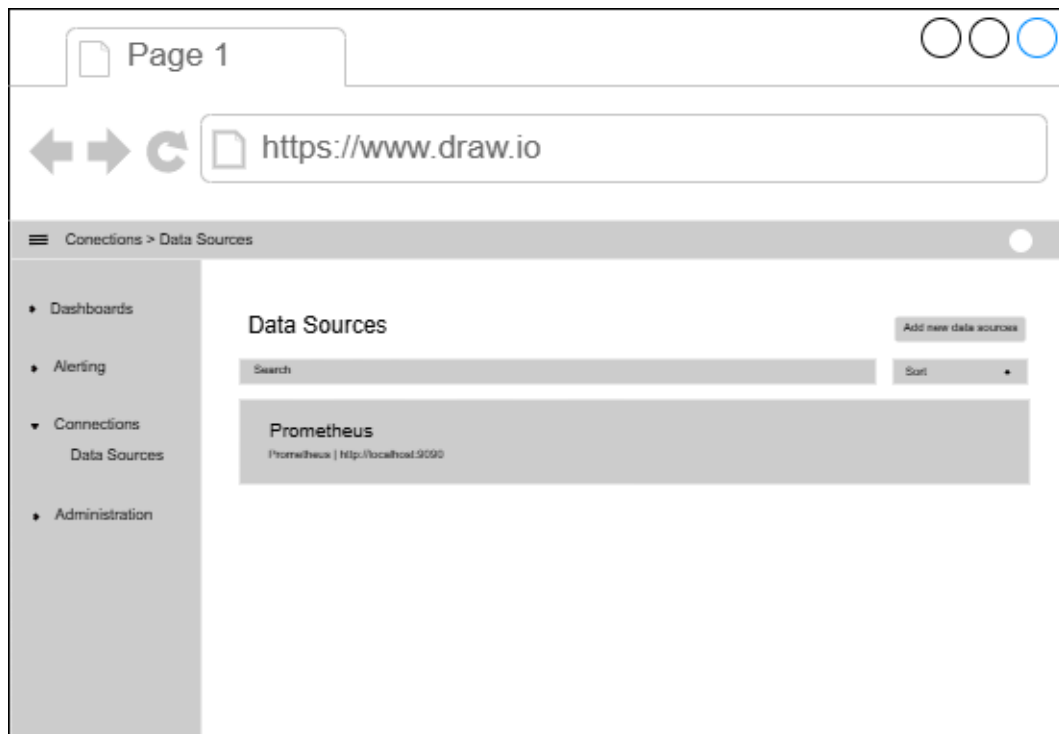 Page 1
https://www.draw.io
Conections > Data Sources
Dashboards
Alerting
Connections
Data Sources
Administration
Data Sources
Add new data sources
Search
Sort
Prometheus
Prometheus | http://localhost:9090